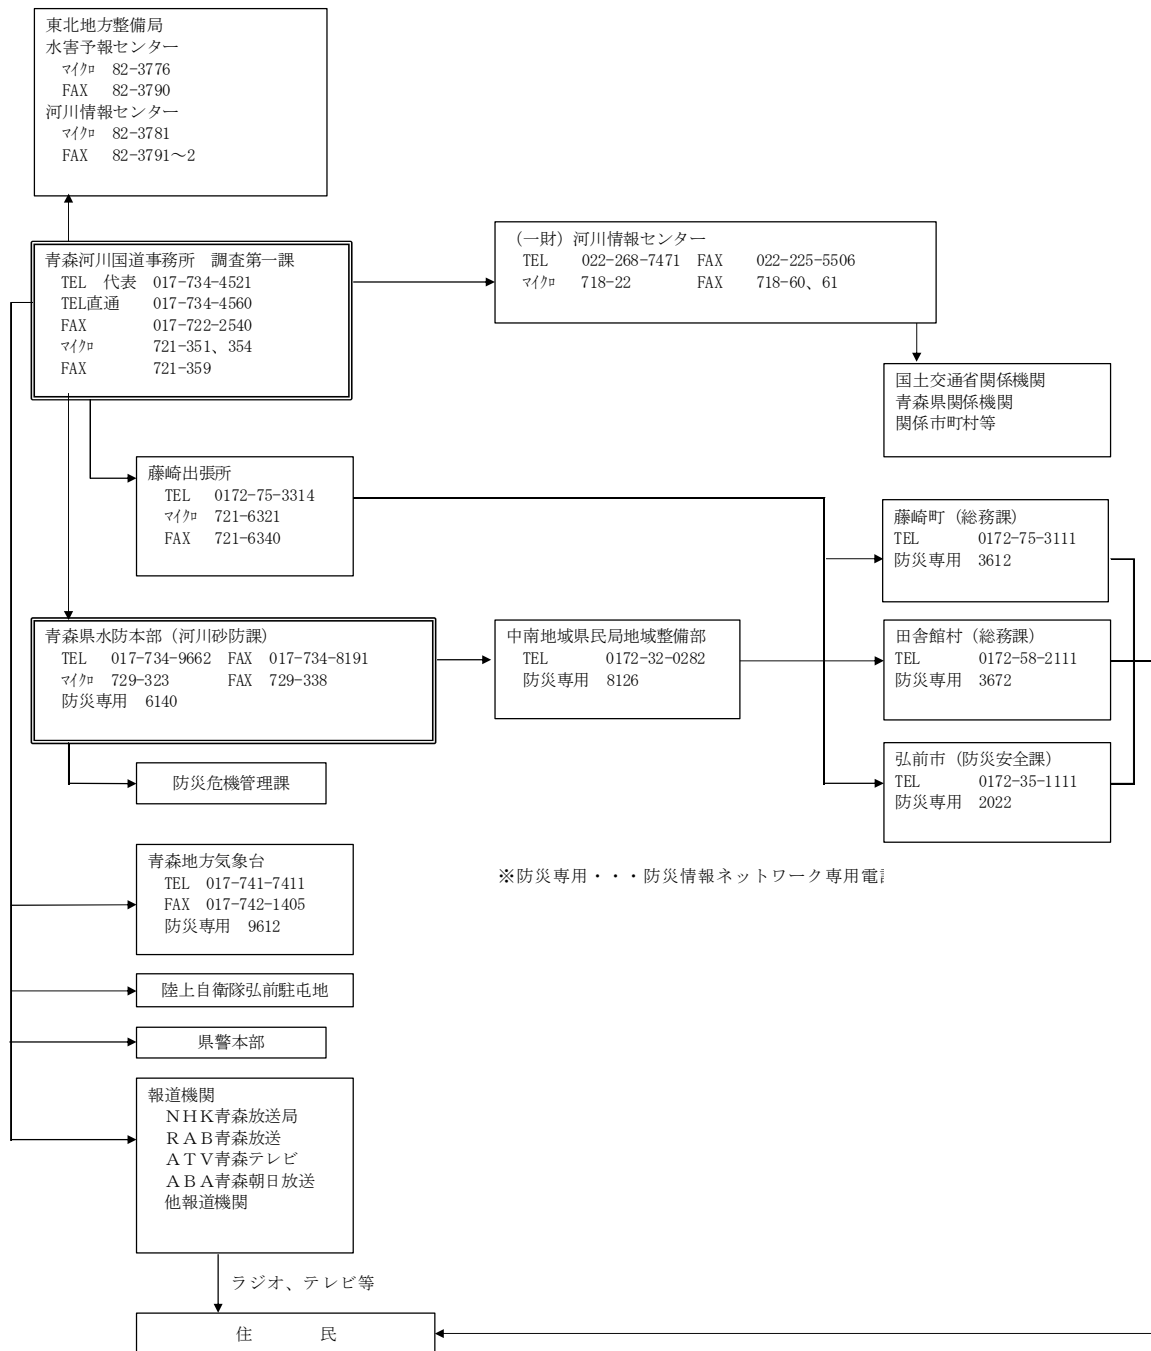 東北地方整備局
水害予報センター
ﾏｲｸﾛ 82-3776
FAX 82-3790
河川情報センター
ﾏｲｸﾛ 82-3781
FAX 82-3791～2
青森河川国道事務所 調査第一課
TEL 代表 017-734-4521
TEL直通 017-734-4560
FAX 017-722-2540
ﾏｲｸﾛ 721-351、354
FAX 721-359
（一財）河川情報センター
TEL 022-268-7471 FAX 022-225-5506
ﾏｲｸﾛ 718-22 FAX 718-60、61
国土交通省関係機関
青森県関係機関
関係市町村等
藤崎出張所
TEL 0172-75-3314
ﾏｲｸﾛ 721-6321
FAX 721-6340
藤崎町（総務課）
TEL 0172-75-3111
防災専用 3612
青森県水防本部（河川砂防課）
TEL 017-734-9662 FAX 017-734-8191
ﾏｲｸﾛ 729-323 FAX 729-338
防災専用 6140
中南地域県民局地域整備部
TEL 0172-32-0282
防災専用 8126
田舎館村（総務課）
TEL 0172-58-2111
防災専用 3672
弘前市（防災安全課）
TEL 0172-35-1111
防災専用 2022
防災危機管理課
青森地方気象台
TEL 017-741-7411
FAX 017-742-1405
防災専用 9612
※防災専用・・・防災情報ネットワーク専用電
陸上自衛隊弘前駐屯地
県警本部
報道機関
ＮＨＫ青森放送局
ＲＡＢ青森放送
ＡＴＶ青森テレビ
ＡＢＡ青森朝日放送
他報道機関
ラジオ、テレビ等
住 民